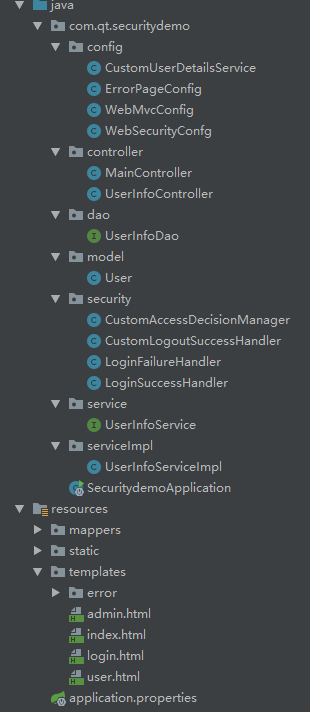 java
com.qt.securitydemo
config
CustomUserDetailsService
ErrorPageConfig
WebMvcConfig
WebSecurityConfg
controller
MainController
UserInfoController
dao
UserInfoDao
model
User
security
CustomAccessDecisionManager
CustomLogoutSuccessHandler
LoginFailureHandler
LoginSuccessHandler
service
UserInfoService
serviceImpl
UserInfoServiceImpl
SecuritydemoApplication
resources
mappers
static
templates
error
admin.html
index.html
login.html
user.html
application.properties